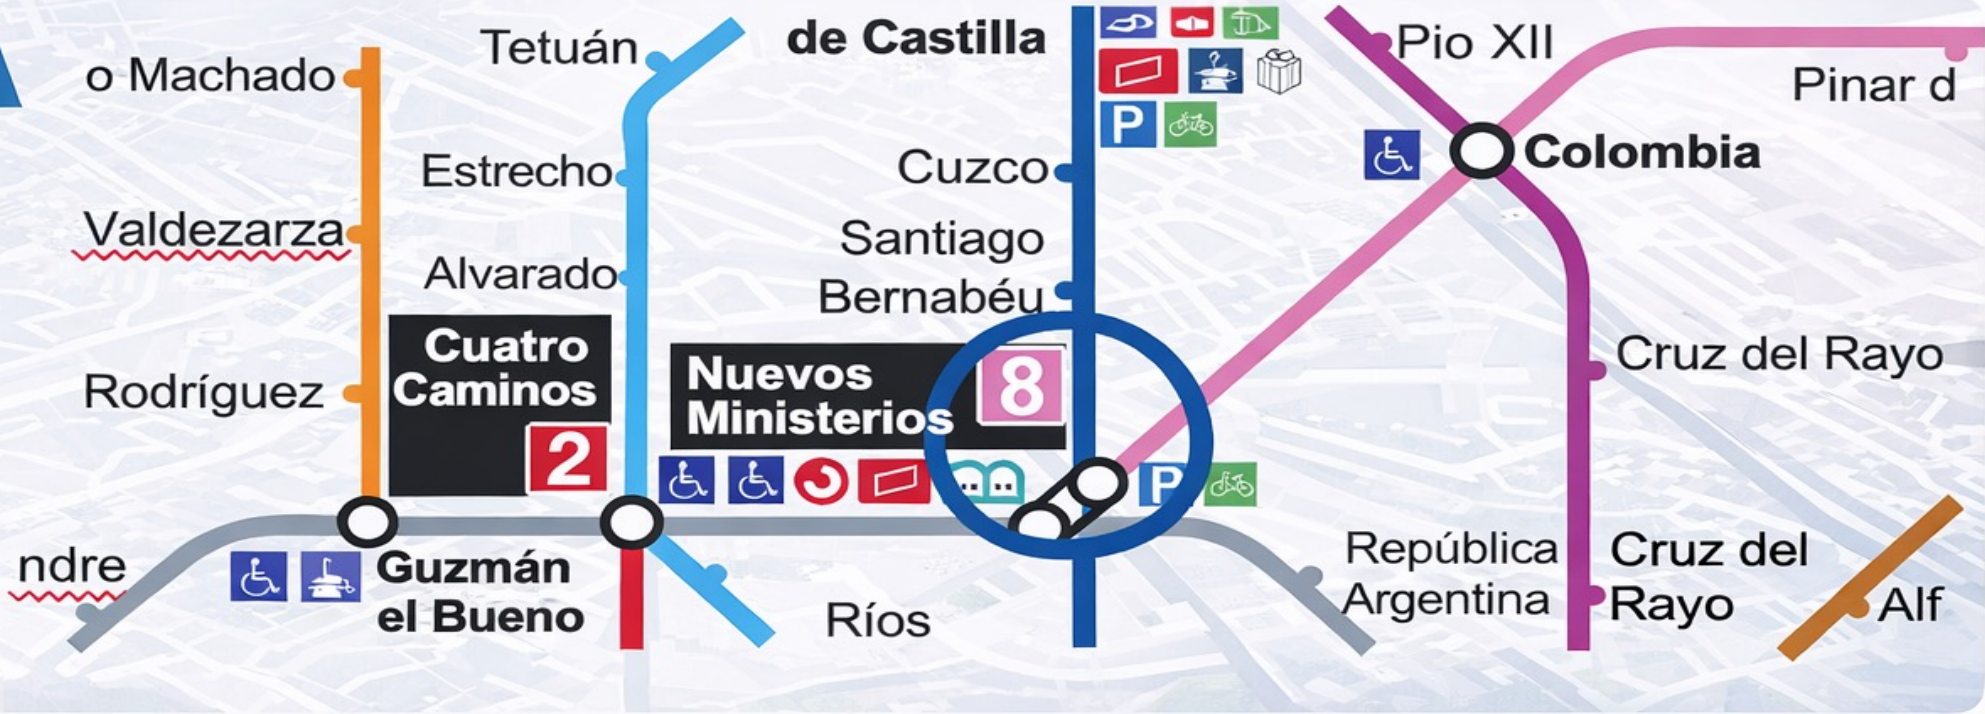 o Machado
Valdezarza
Rodríguez
Tetuán
Estrecho
Alvarado
Cuatro
Caminos
2
de Castilla
Cuzco
Santiago
Bernabéu
Nuevos
Ministerios
8
P
P
Pio XII
Pinar d
Colombia
Cruz del Rayo
ndre
Guzmán
el Bueno
Ríos
República
Argentina
Cruz del
Rayo
Alf